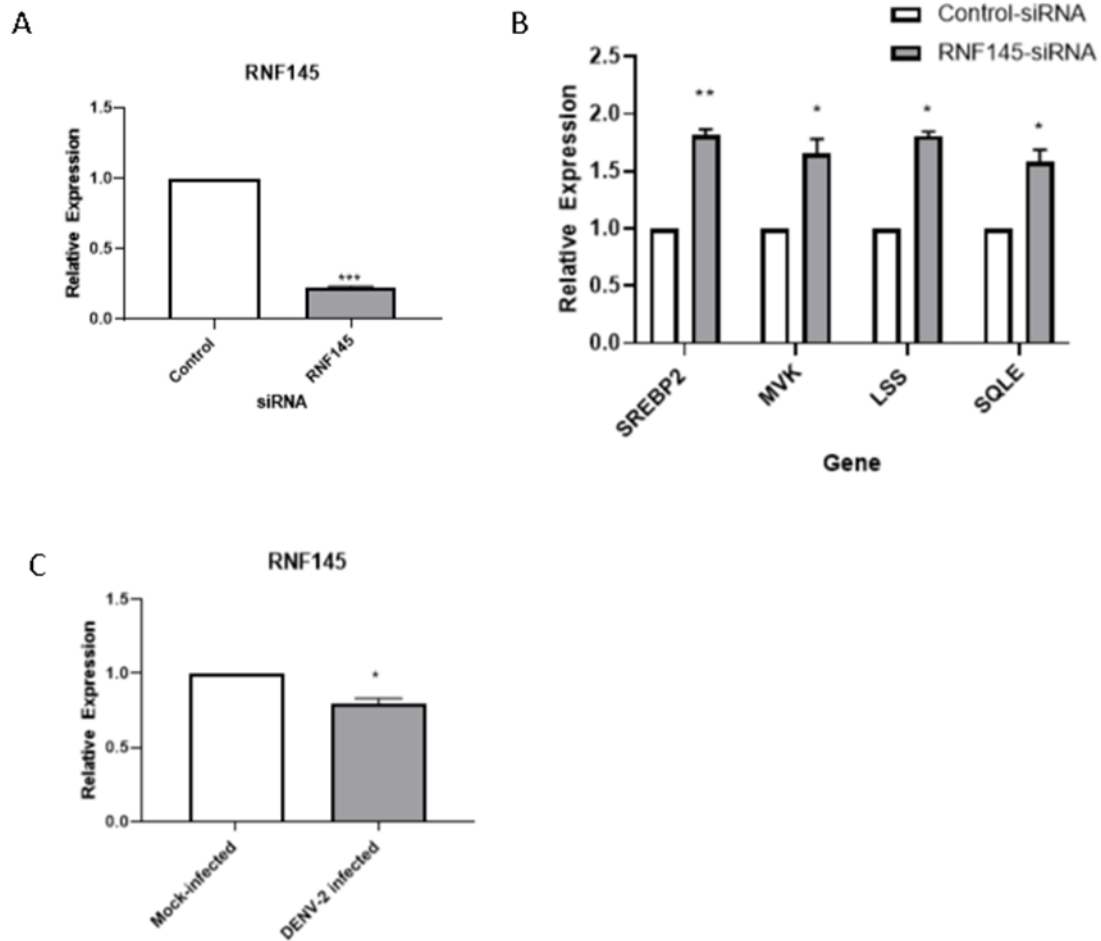 A
RNF145
Relative Expression
1.5
1.0
0.5
0.0
***
Control
RNF145
siRNA
B
Control-siRNA
RNF145-siRNA
Relative Expression
2.5
2.0
1.5
1.0
0.5
0.0
**
*
*
*
SREBP2
MVK
LSS
SQLE
Gene
C
RNF145
Relative Expression
1.5
1.0
0.5
0.0
*
Mock-infected
DENV-2 infected